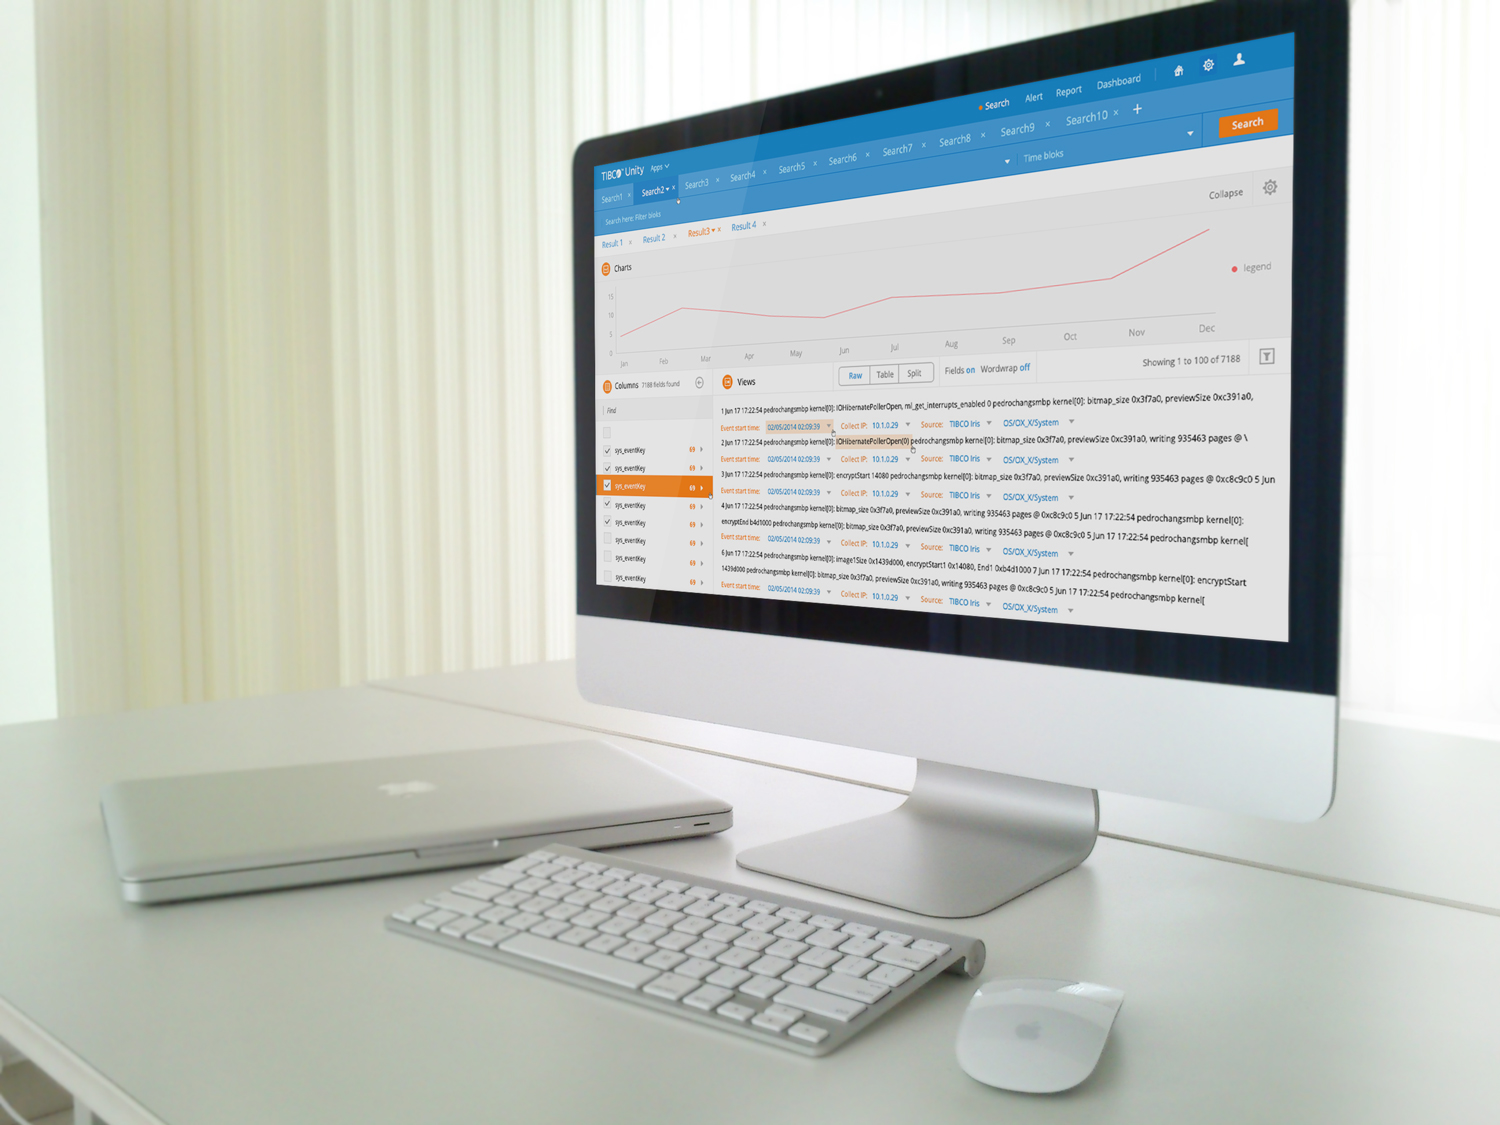 Search Alert Report Dashboard
TIBCO Unity Apps
Search1 × Search2 × Search3 × Search4 × Search5 × Search6 × Search7 × Search8 × Search9 × Search10 × +
Search here: Filter bloks Time bloks Search
Result 1 × Result 2 × Result3 × Result 4 × Collapse
Charts
legend
15
10
5
0
Jan Feb Mar Apr May Jun Jul Aug Sep Oct Nov Dec
Columns 7188 fields found
Find
sys_eventKey 69
sys_eventKey 69
sys_eventKey 69
sys_eventKey 69
sys_eventKey 69
sys_eventKey 69
sys_eventKey 69
sys_eventKey 69
Views Raw Table Split Fields on Wordwrap off Showing 1 to 100 of 7188
1 Jun 17 17:22:54 pedrochangsmbp kernel[0]: IOHibernatePollerOpen, ml_get_interrupts_enabled 0 pedrochangsmbp kernel[0]: bitmap_size 0x3f7a0, previewSize 0xc391a0,
Event start time: 02/05/2014 02:09:39 Collect IP: 10.1.0.29 Source: TIBCO Iris OS/OX_X/System
2 Jun 17 17:22:54 pedrochangsmbp kernel[0]: IOHibernatePollerOpen(0) pedrochangsmbp kernel[0]: bitmap_size 0x3f7a0, previewSize 0xc391a0, writing 935463 pages @ \
Event start time: 02/05/2014 02:09:39 Collect IP: 10.1.0.29 Source: TIBCO Iris OS/OX_X/System
3 Jun 17 17:22:54 pedrochangsmbp kernel[0]: encryptStart 14080 pedrochangsmbp kernel[0]: bitmap_size 0x3f7a0, previewSize 0xc391a0, writing 935463 pages @ 0xc8c9c0 5 Jun
Event start time: 02/05/2014 02:09:39 Collect IP: 10.1.0.29 Source: TIBCO Iris OS/OX_X/System
4 Jun 17 17:22:54 pedrochangsmbp kernel[0]: bitmap_size 0x3f7a0, previewSize 0xc391a0, writing 935463 pages @ 0xc8c9c0 5 Jun 17 17:22:54 pedrochangsmbp kernel[0]:
encryptEnd b4d1000 pedrochangsmbp kernel[0]: bitmap_size 0x3f7a0, previewSize 0xc391a0, writing 935463 pages @ 0xc8c9c0 5 Jun 17 17:22:54 pedrochangsmbp kernel[
Event start time: 02/05/2014 02:09:39 Collect IP: 10.1.0.29 Source: TIBCO Iris OS/OX_X/System
6 Jun 17 17:22:54 pedrochangsmbp kernel[0]: image1Size 0x1439d000, encryptStart1 0x14080, End1 0xb4d1000 7 Jun 17 17:22:54 pedrochangsmbp kernel[0]: encryptStart
1439d000 pedrochangsmbp kernel[0]: bitmap_size 0x3f7a0, previewSize 0xc391a0, writing 935463 pages @ 0xc8c9c0 5 Jun 17 17:22:54 pedrochangsmbp kernel[
Event start time: 02/05/2014 02:09:39 Collect IP: 10.1.0.29 Source: TIBCO Iris OS/OX_X/System